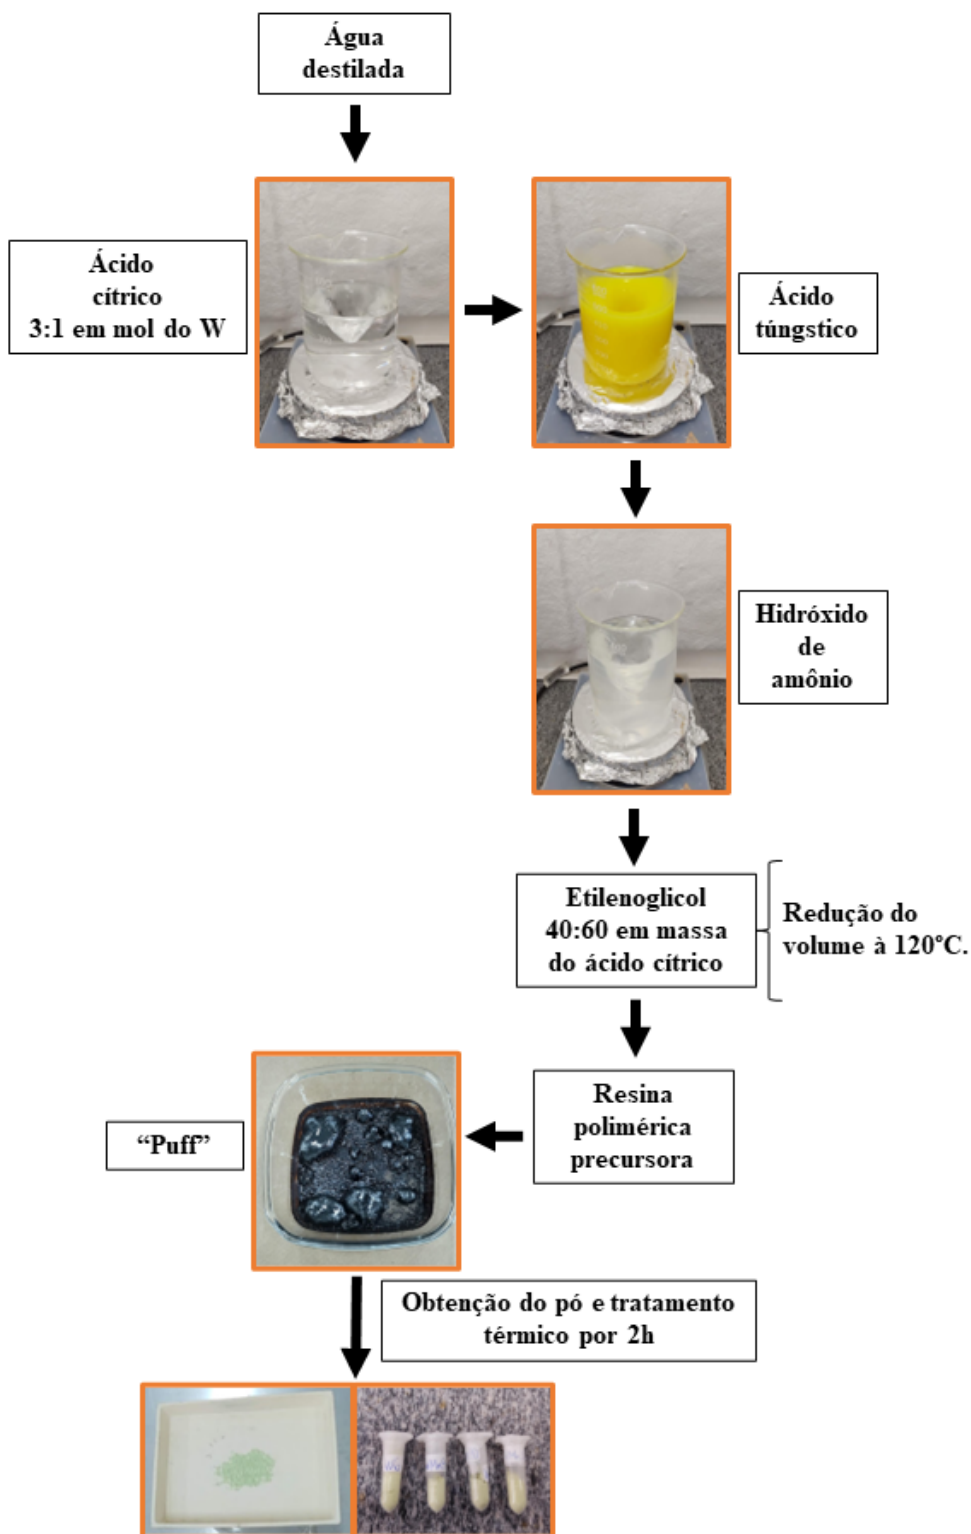 Água
destilada
Ácido
cítrico
3:1 em mol do W
Ácido
túngstico
Hidróxido
de
amônio
Etilenoglicol
40:60 em massa
do ácido cítrico
Redução do
volume à 120°C.
Resina
polimérica
precursora
“Puff”
Obtenção do pó e tratamento
térmico por 2h